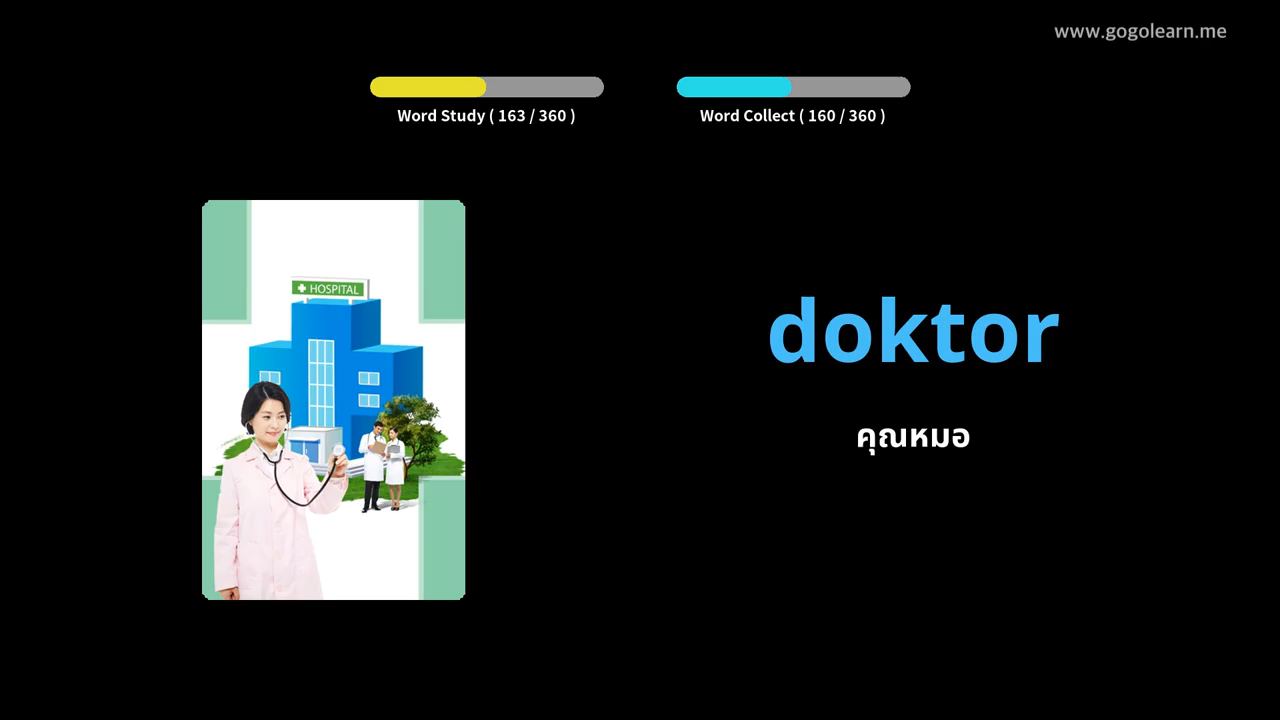 www.gogolearn.me
Word Study ( 163 / 360 )
Word Collect ( 160 / 360 )
HOSPITAL
doktor
คุณหมอ